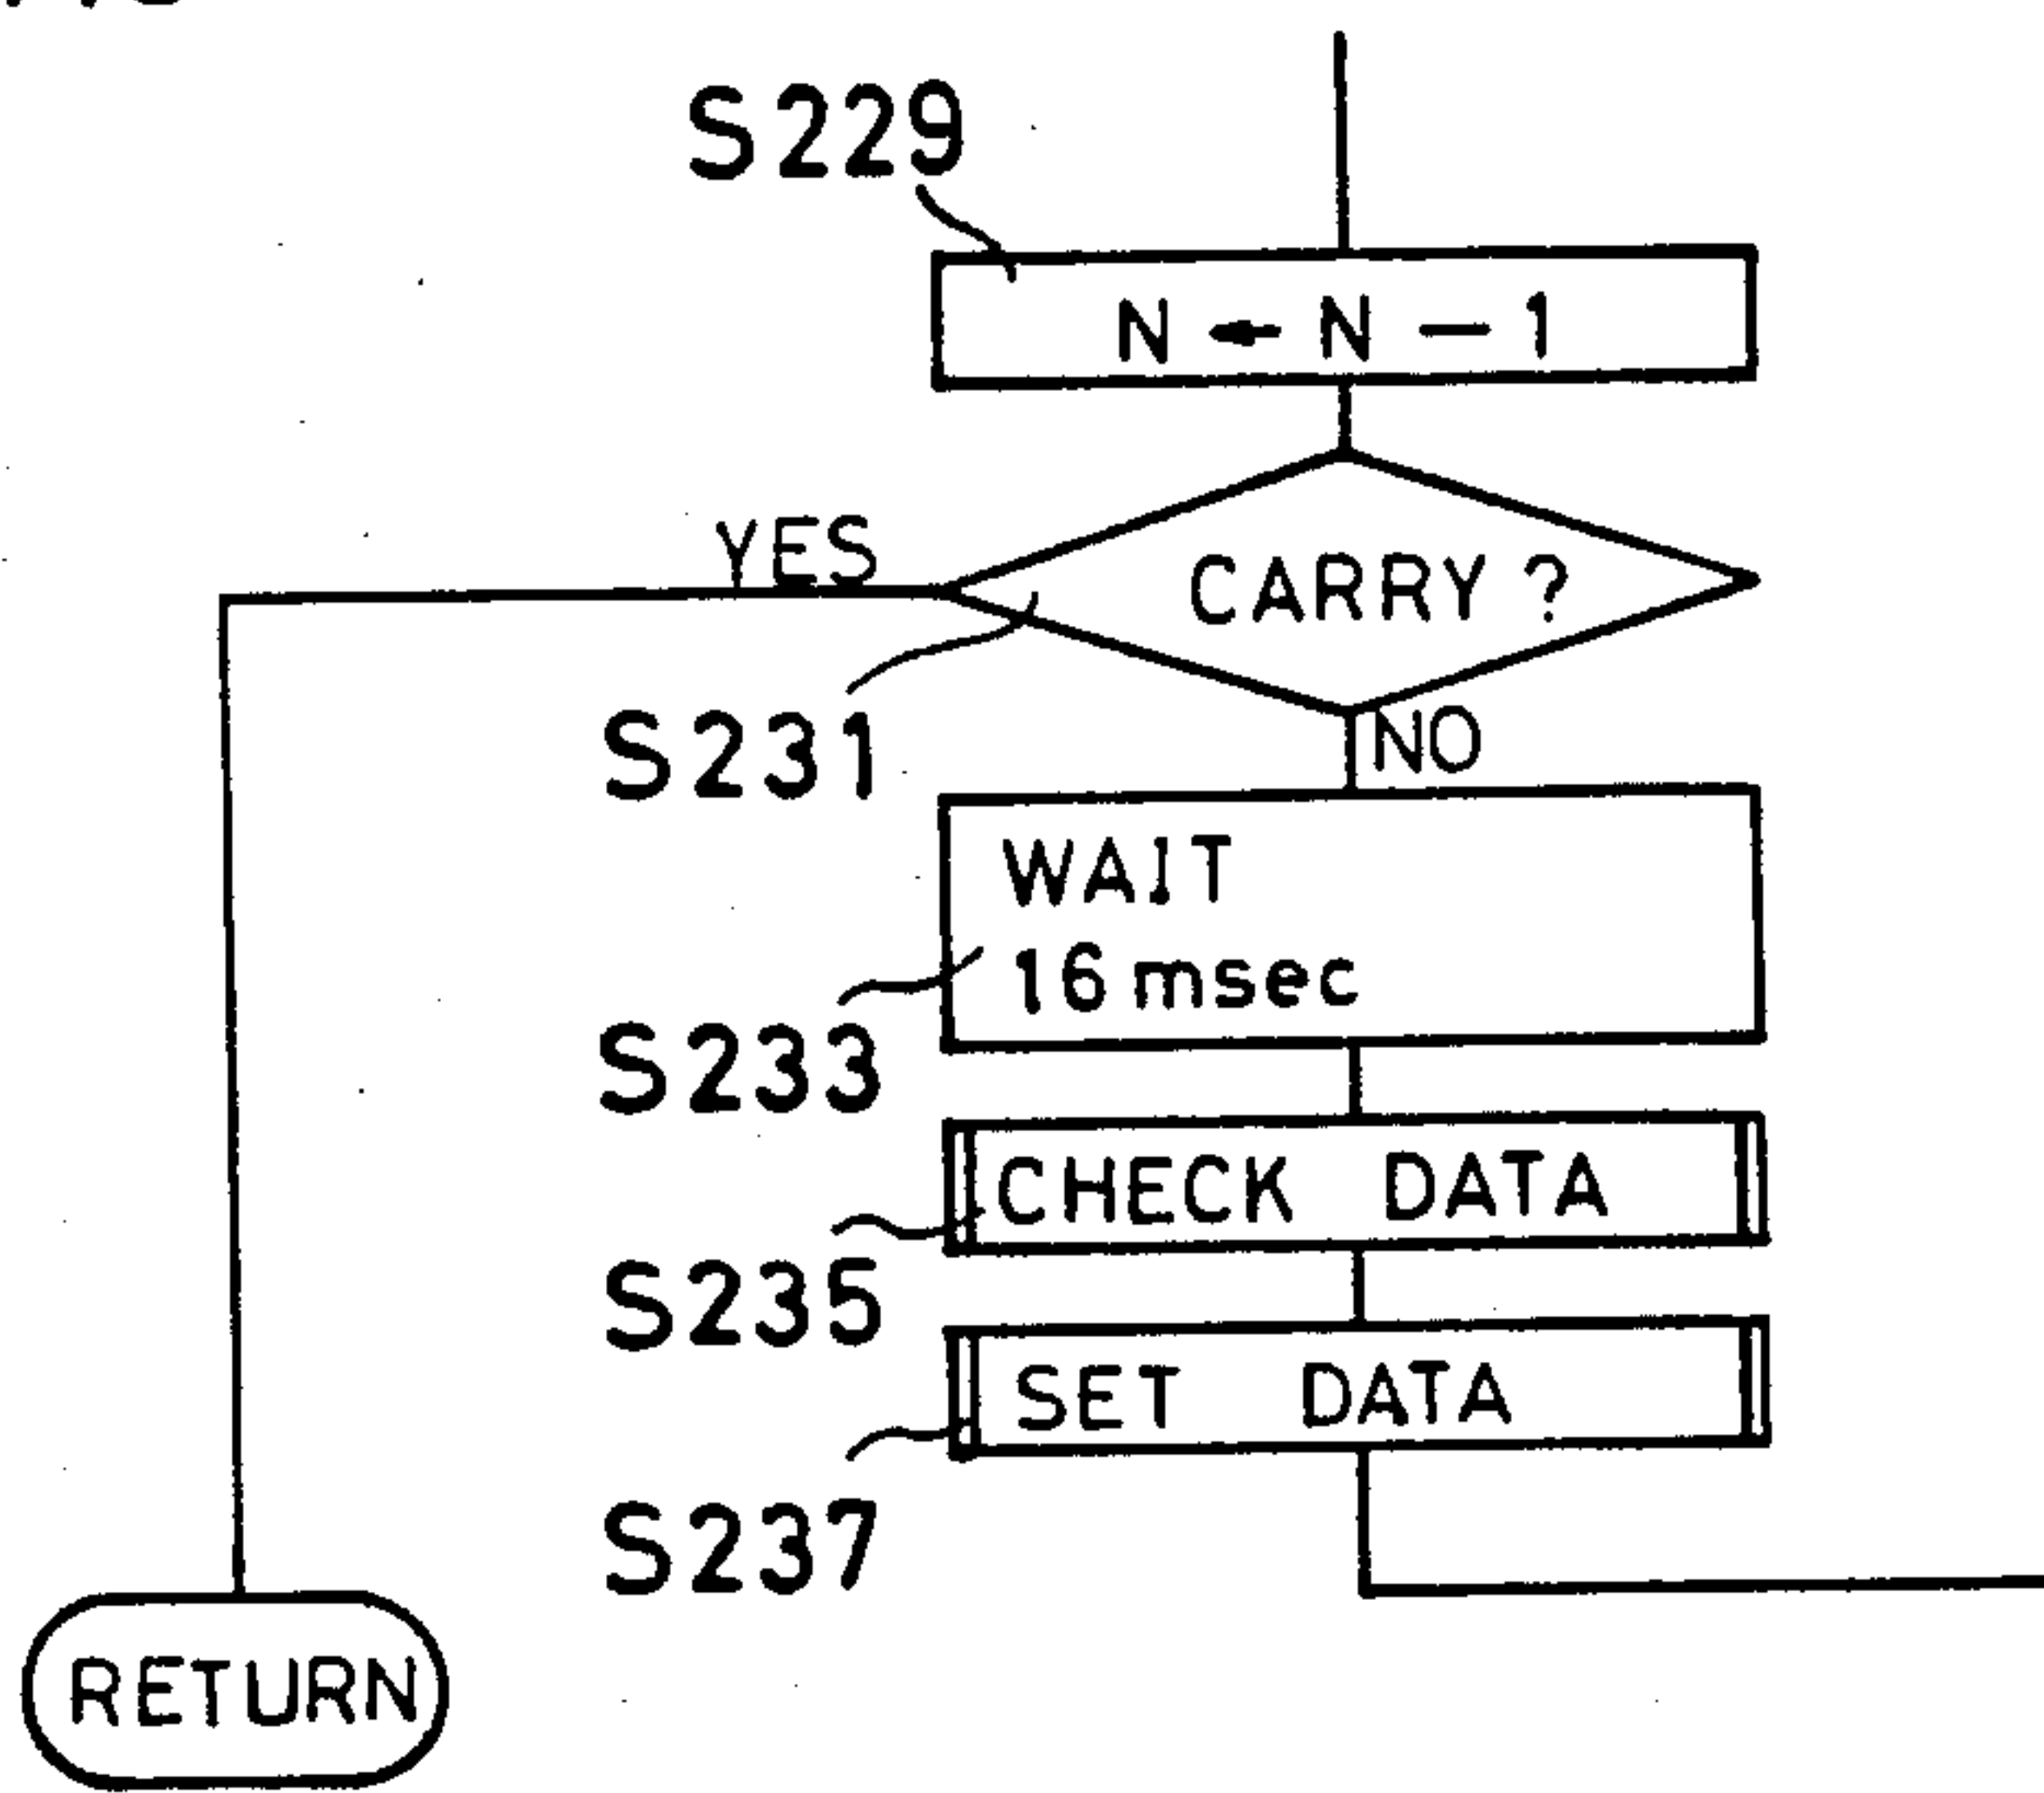 S229
N ← N − 1
YES
CARRY ?
S231
NO
WAIT
16 msec
S233
CHECK DATA
S235
SET DATA
S237
RETURN